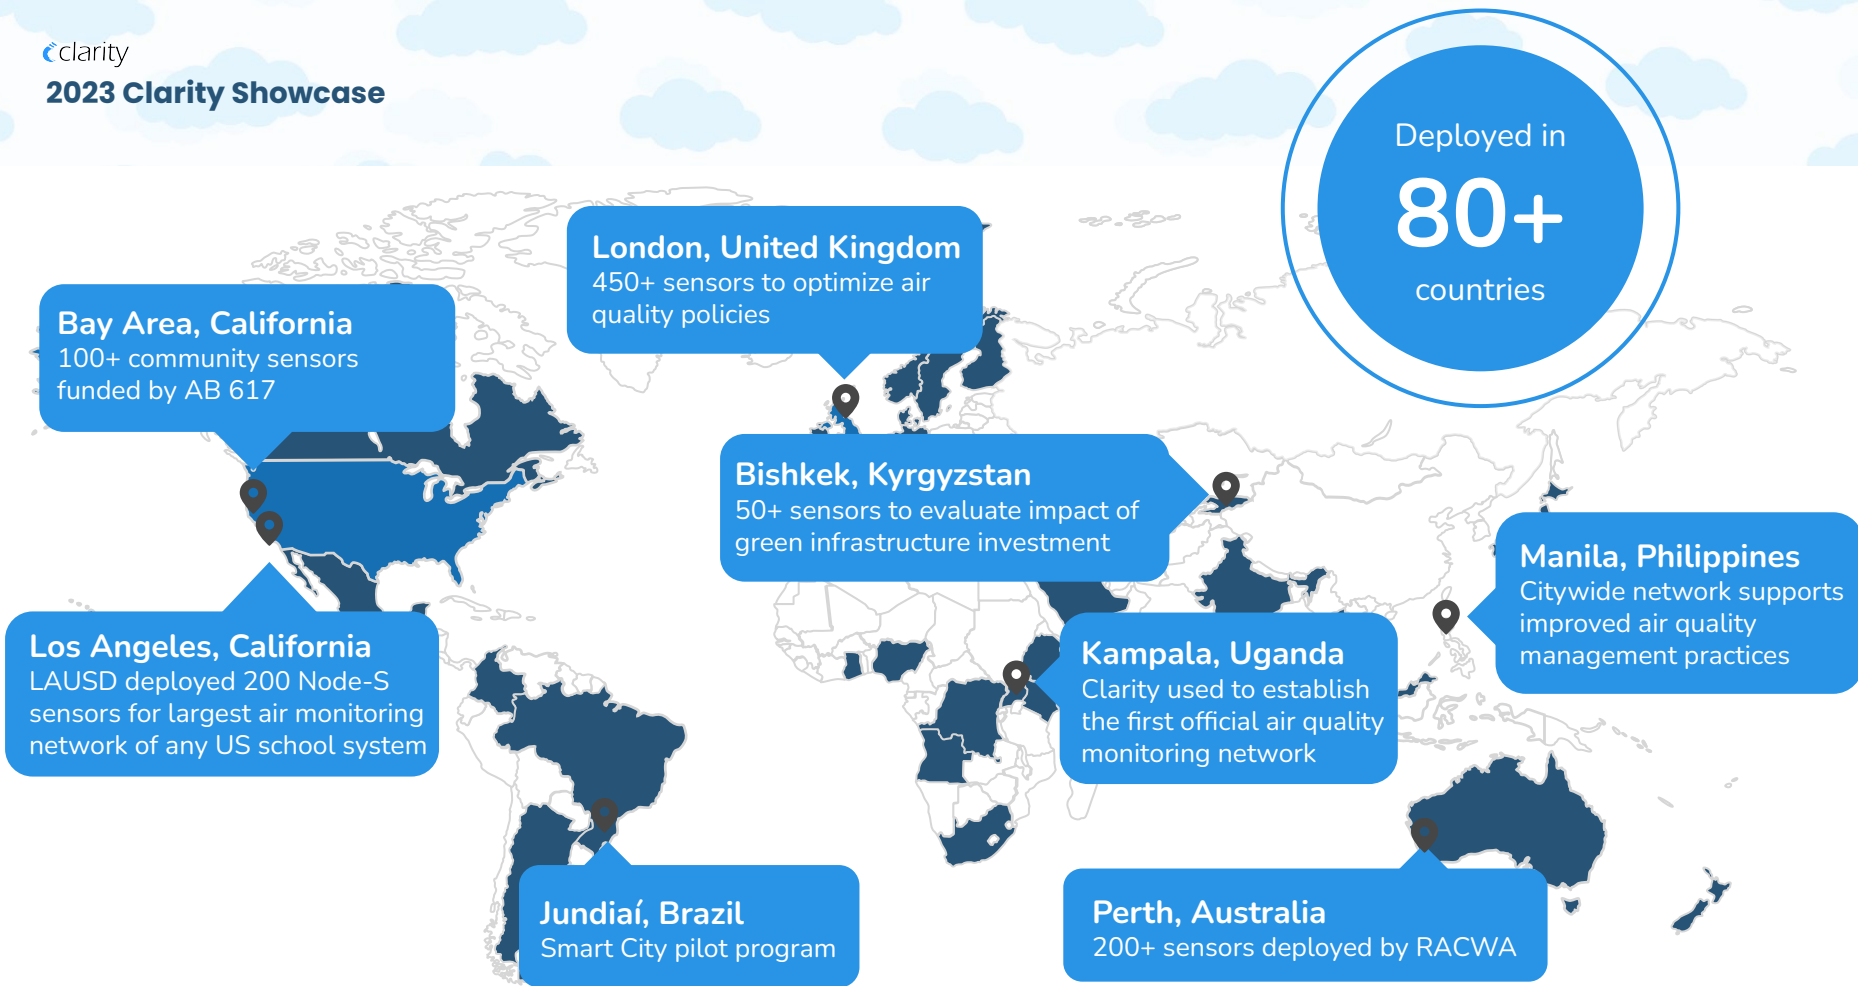 clarity
2023 Clarity Showcase
Deployed in
80+
countries
London, United Kingdom
450+ sensors to optimize air
quality policies
Bay Area, California
100+ community sensors
funded by AB 617
Bishkek, Kyrgyzstan
50+ sensors to evaluate impact of
green infrastructure investment
Manila, Philippines
Citywide network supports
improved air quality
management practices
Los Angeles, California
LAUSD deployed 200 Node-S
sensors for largest air monitoring
network of any US school system
Kampala, Uganda
Clarity used to establish
the first official air quality
monitoring network
Jundiaí, Brazil
Smart City pilot program
Perth, Australia
200+ sensors deployed by RACWA